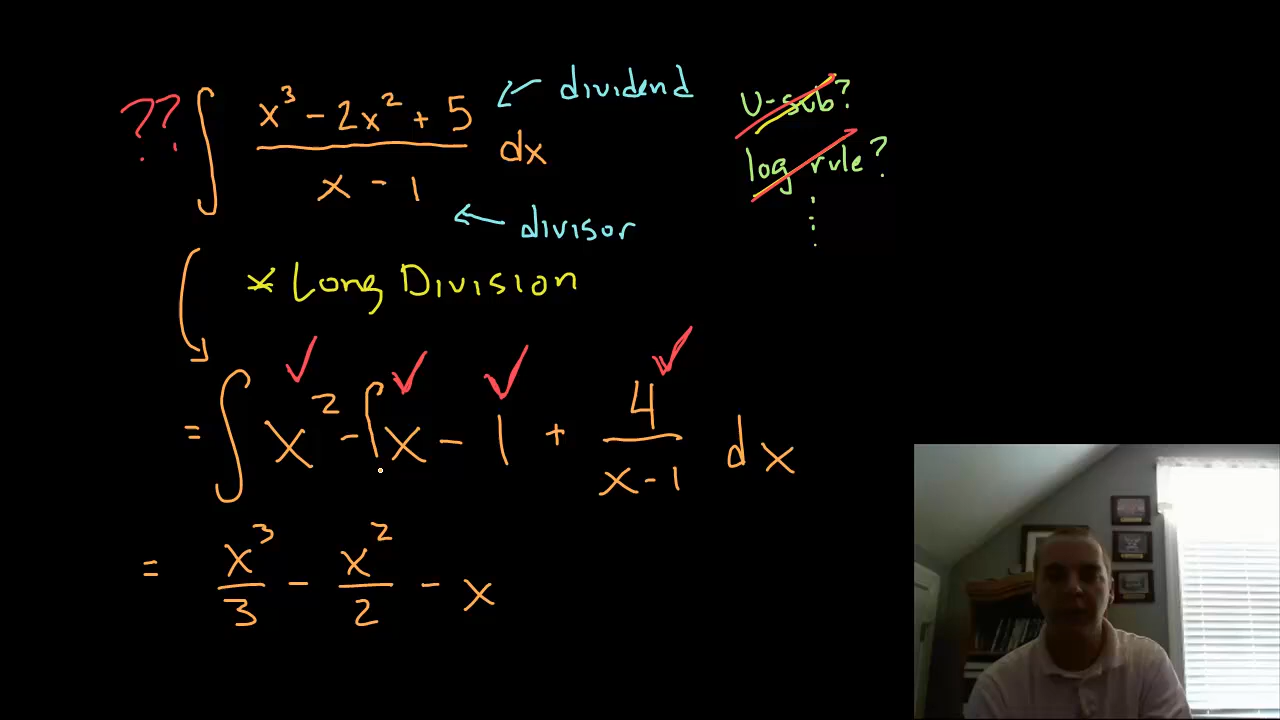 ?? ∫ (x³ - 2x² + 5)/(x - 1) dx
← dividend
← divisor
U-sub?
log rule?
⋮
* Long Division
= ∫ x² - ∫x - 1 + 4/(x-1) dx
= x³/3 - x²/2 - x